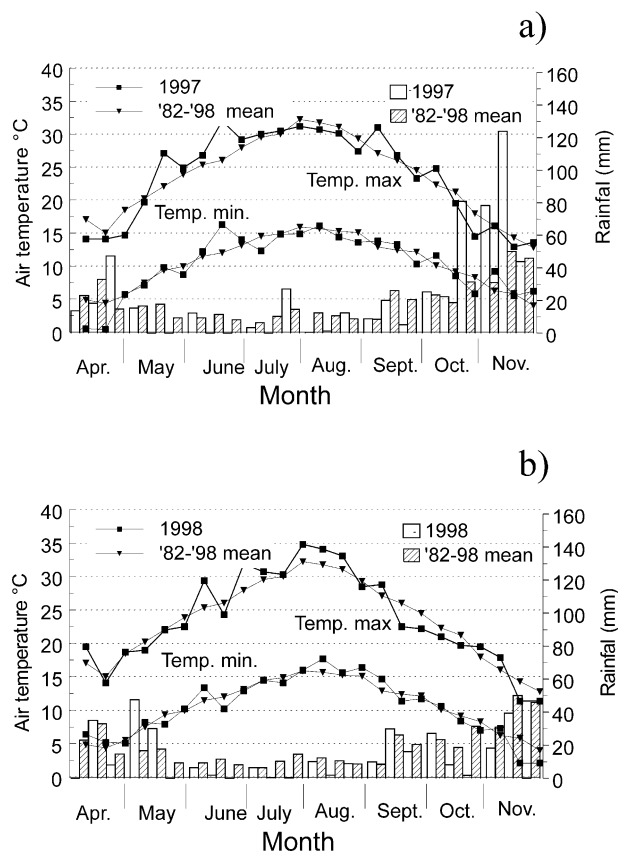 a)
40
35
30
25
20
15
10
5
0
Air temperature °C
1997
'82-'98 mean
1997
'82-'98 mean
Temp. max
Temp. min.
160
140
120
100
80
60
40
20
0
Rainfal (mm)
Apr. May June July Aug. Sept. Oct. Nov.
Month
b)
40
35
30
25
20
15
10
5
0
Air temperature °C
1998
'82-'98 mean
1998
'82-98 mean
Temp. max
Temp. min.
160
140
120
100
80
60
40
20
0
Rainfall (mm)
Apr. May June July Aug. Sept. Oct. Nov.
Month